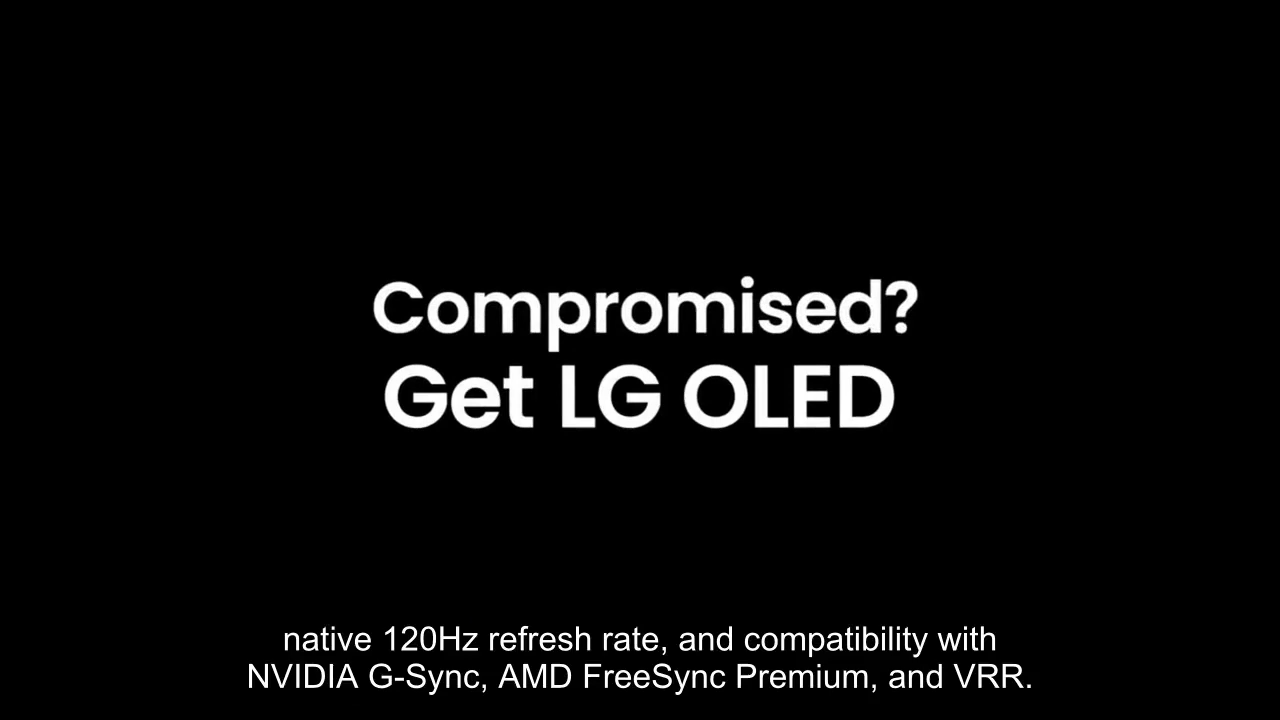 Compromised?
Get LG OLED
native 120Hz refresh rate, and compatibility with
NVIDIA G-Sync, AMD FreeSync Premium, and VRR.